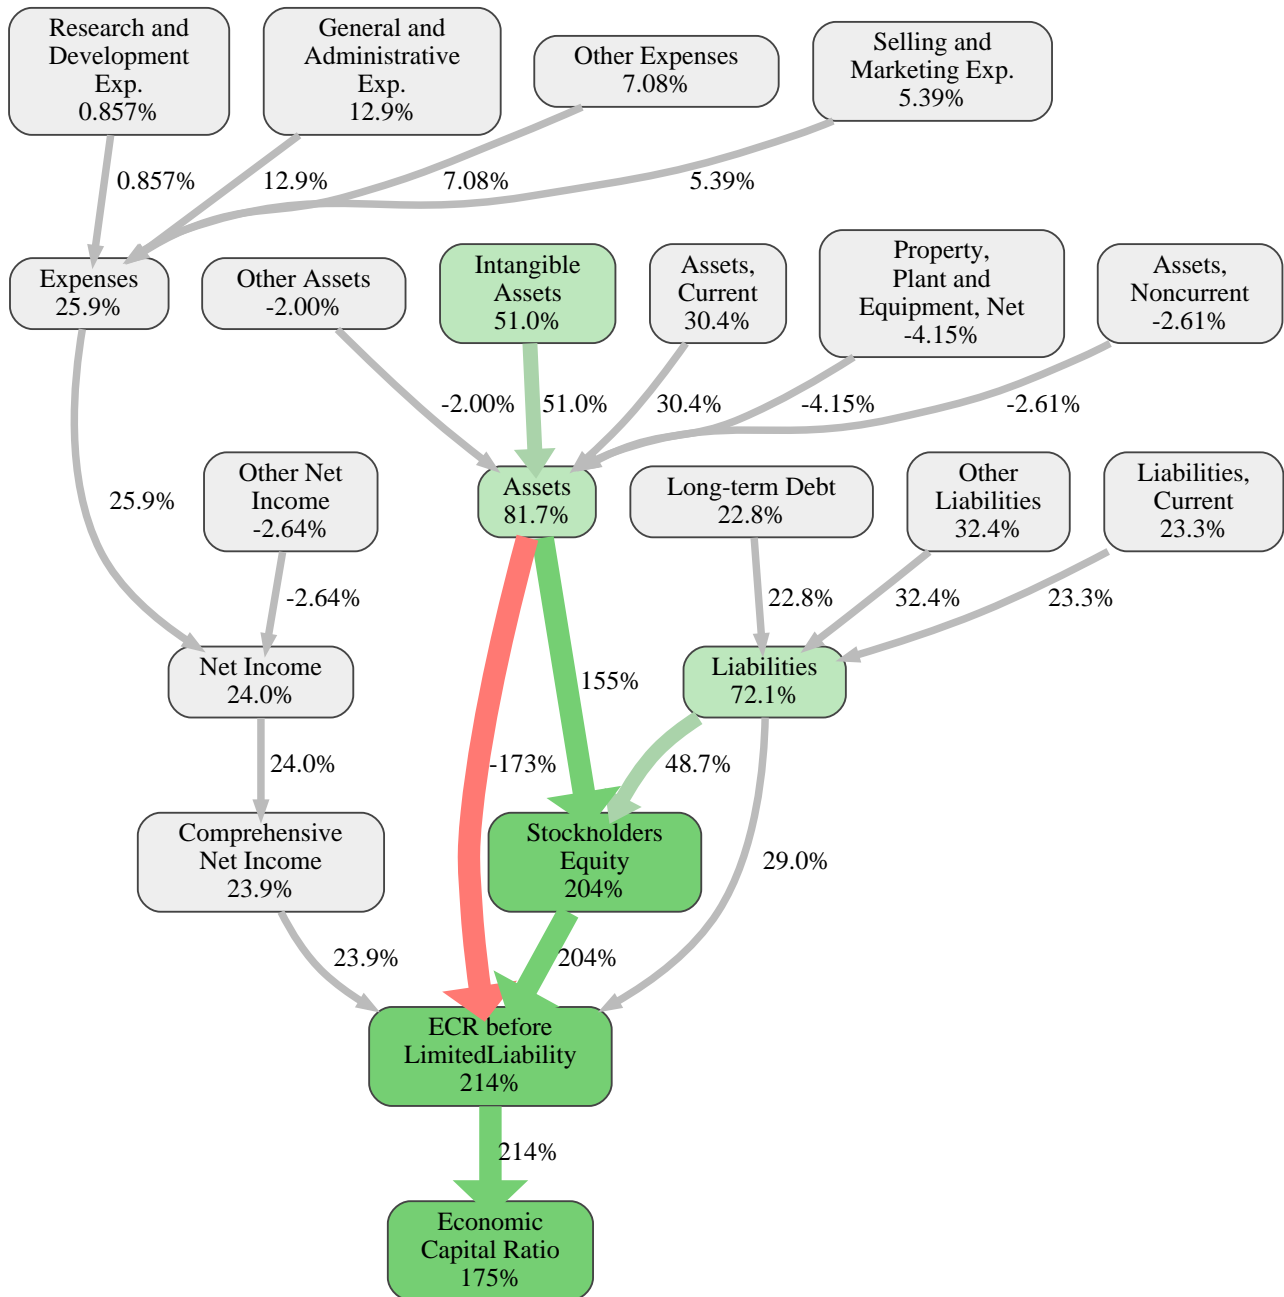 Research and
Development
Exp.
0.857%
General and
Administrative
Exp.
12.9%
Other Expenses
7.08%
Selling and
Marketing Exp.
5.39%
0.857%
12.9%
7.08%
5.39%
Expenses
25.9%
Other Assets
-2.00%
Intangible
Assets
51.0%
Assets,
Current
30.4%
Property,
Plant and
Equipment, Net
-4.15%
Assets,
Noncurrent
-2.61%
-2.00%
51.0%
30.4%
-4.15%
-2.61%
25.9%
Other Net
Income
-2.64%
Assets
81.7%
Long-term Debt
22.8%
Other
Liabilities
32.4%
Liabilities,
Current
23.3%
-2.64%
22.8%
32.4%
23.3%
Net Income
24.0%
155%
Liabilities
72.1%
24.0%
-173%
48.7%
Comprehensive
Net Income
23.9%
Stockholders
Equity
204%
29.0%
23.9%
204%
ECR before
LimitedLiability
214%
214%
Economic
Capital Ratio
175%